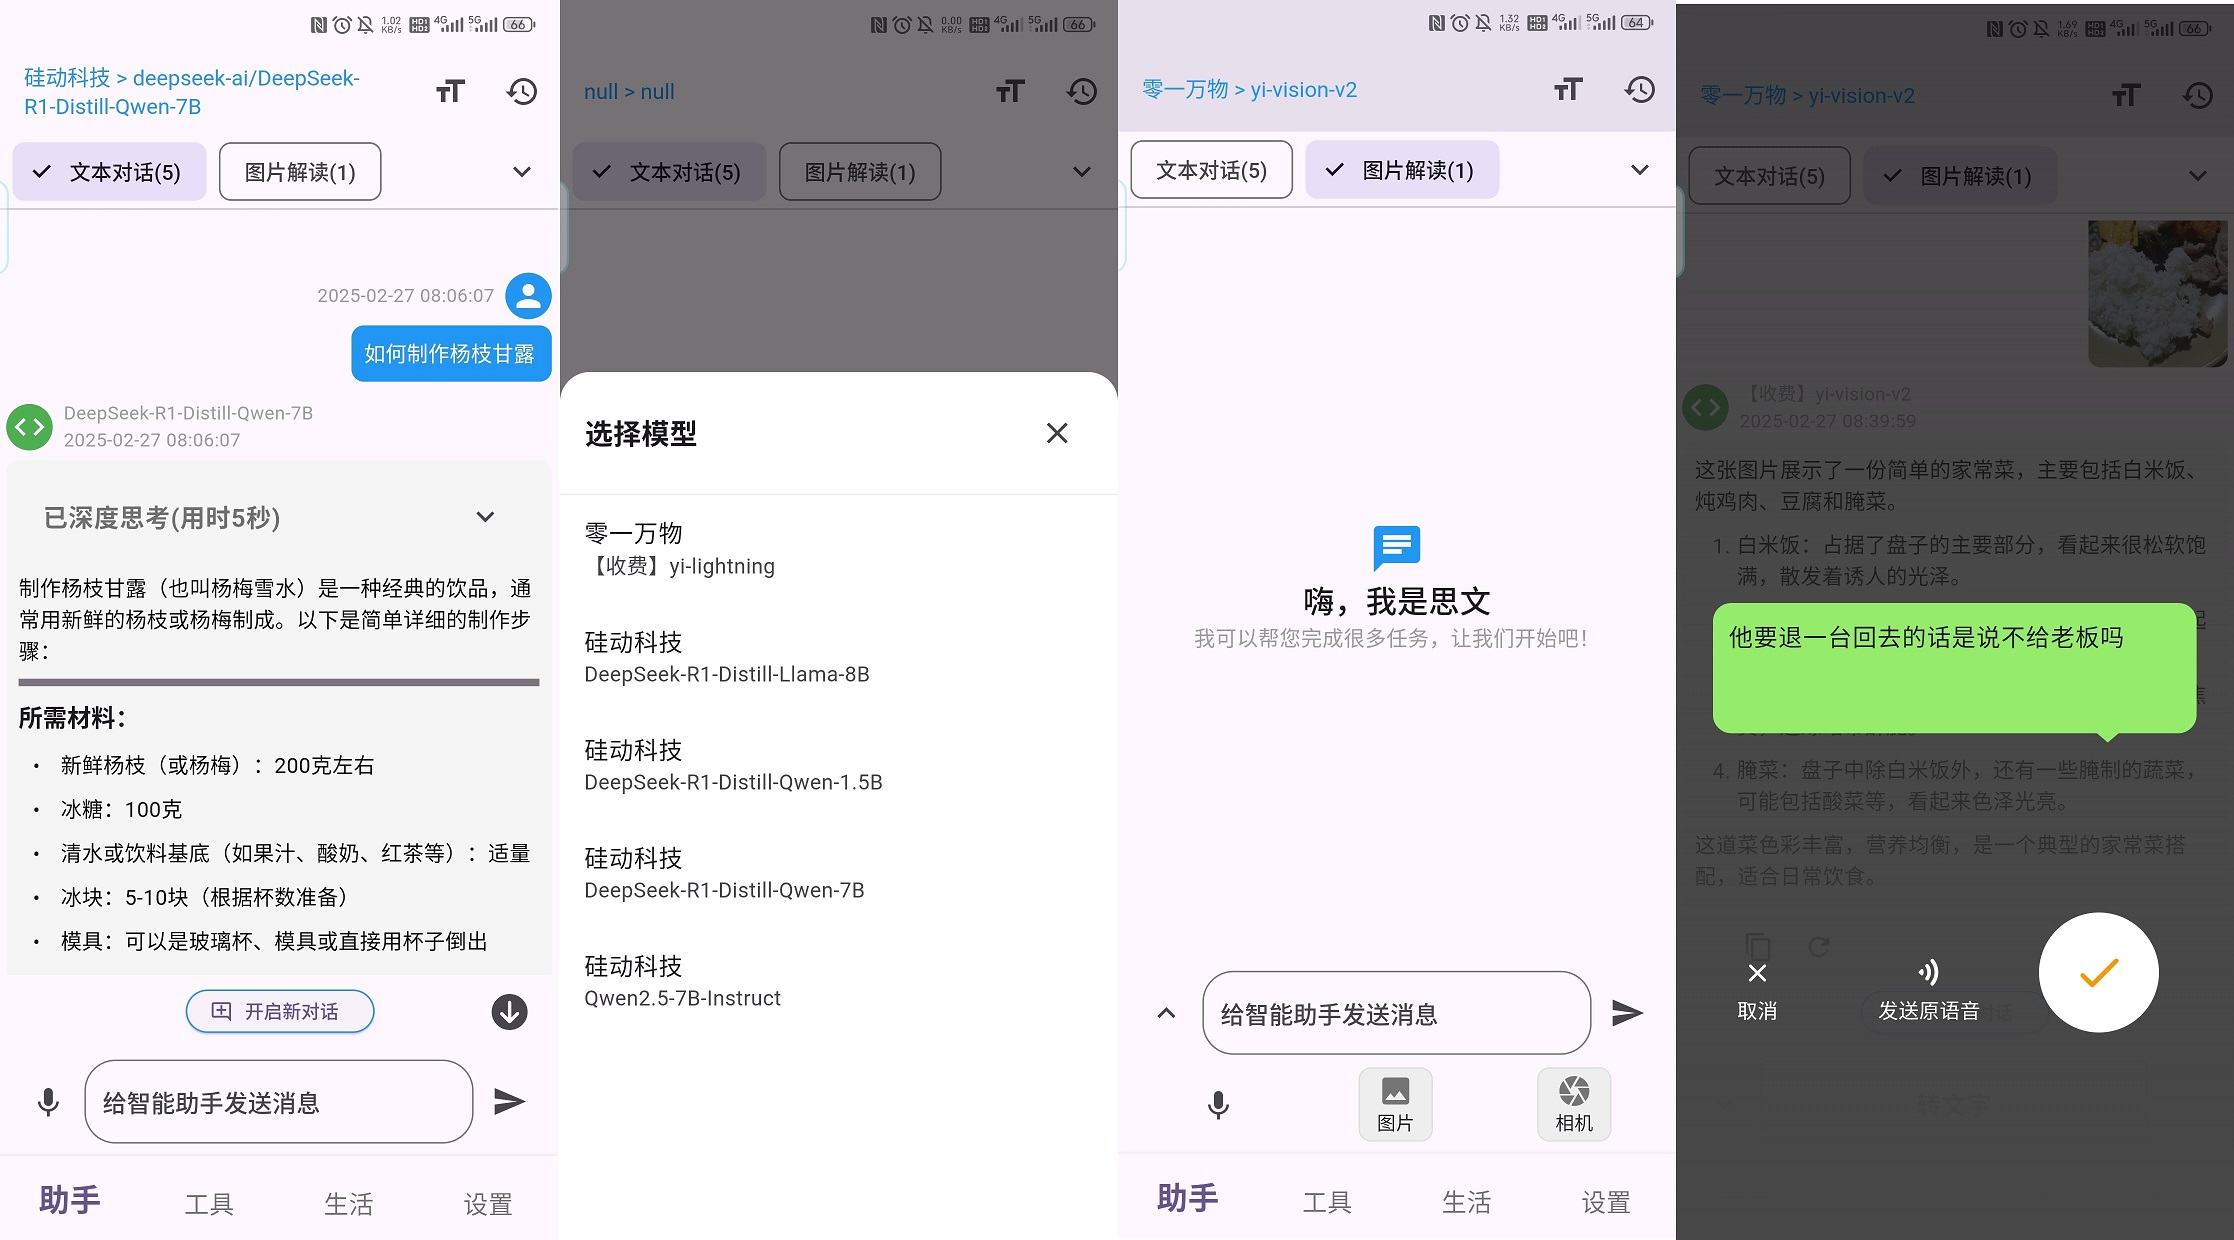 1.02 KB/s HD1 HD2 4G 5G 66
硅动科技 > deepseek-ai/DeepSeek-
R1-Distill-Qwen-7B
TT
文本对话(5)
图片解读(1)
2025-02-27 08:06:07
如何制作杨枝甘露
DeepSeek-R1-Distill-Qwen-7B
2025-02-27 08:06:07
已深度思考(用时5秒)
制作杨枝甘露（也叫杨梅雪水）是一种经典的饮品，通
常用新鲜的杨枝或杨梅制成。以下是简单详细的制作步
骤：
所需材料：
• 新鲜杨枝（或杨梅）：200克左右
• 冰糖：100克
• 清水或饮料基底（如果汁、酸奶、红茶等）：适量
• 冰块：5-10块（根据杯数准备）
• 模具：可以是玻璃杯、模具或直接用杯子倒出
开启新对话
给智能助手发送消息
助手 工具 生活 设置
0.00 KB/s HD1 HD2 4G 5G 66
null > null
TT
文本对话(5)
图片解读(1)
选择模型
零一万物
【收费】yi-lightning
硅动科技
DeepSeek-R1-Distill-Llama-8B
硅动科技
DeepSeek-R1-Distill-Qwen-1.5B
硅动科技
DeepSeek-R1-Distill-Qwen-7B
硅动科技
Qwen2.5-7B-Instruct
1.32 KB/s HD1 HD2 4G 5G 64
零一万物 > yi-vision-v2
TT
文本对话(5)
图片解读(1)
嗨，我是思文
我可以帮您完成很多任务，让我们开始吧！
给智能助手发送消息
图片
相机
助手 工具 生活 设置
1.69 KB/s HD1 HD2 4G 5G 66
零一万物 > yi-vision-v2
TT
文本对话(5)
图片解读(1)
【收费】yi-vision-v2
2025-02-27 08:39:59
这张图片展示了一份简单的家常菜，主要包括白米饭、
炖鸡肉、豆腐和腌菜。
1. 白米饭：占据了盘子的主要部分，看起来很松软饱
满，散发着诱人的光泽。
他要退一台回去的话是说不给老板吗
4. 腌菜：盘子中除白米饭外，还有一些腌制的蔬菜，
可能包括酸菜等，看起来色泽光亮。
这道菜色彩丰富，营养均衡，是一个典型的家常菜搭
配，适合日常饮食。
取消
发送原语音
转文字